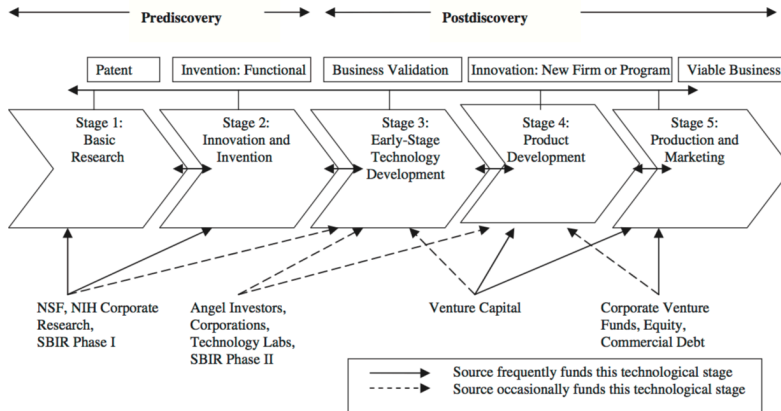 Prediscovery
Postdiscovery
Patent
Invention: Functional
Business Validation
Innovation: New Firm or Program
Viable Business
Stage 1:
Basic
Research
Stage 2:
Innovation and
Invention
Stage 3:
Early-Stage
Technology
Development
Stage 4:
Product
Development
Stage 5:
Production and
Marketing
NSF, NIH Corporate
Research,
SBIR Phase I
Angel Investors,
Corporations,
Technology Labs,
SBIR Phase II
Venture Capital
Corporate Venture
Funds, Equity,
Commercial Debt
Source frequently funds this technological stage
Source occasionally funds this technological stage